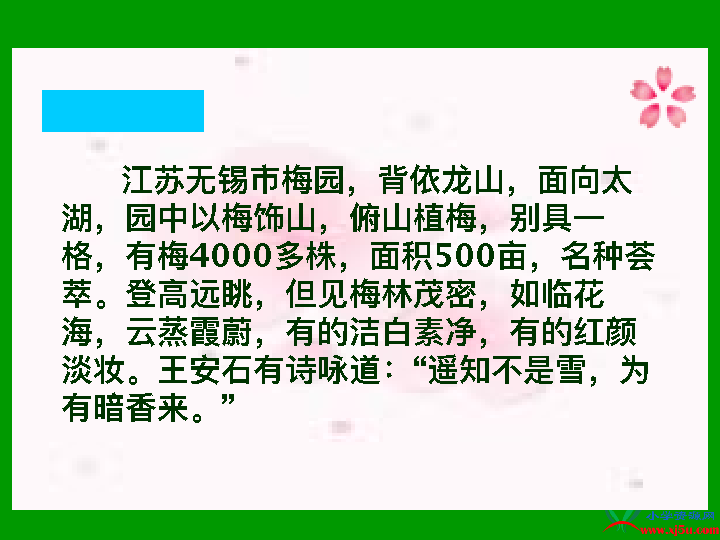 江苏无锡市梅园，背依龙山，面向太
湖，园中以梅饰山，俯山植梅，别具一
格，有梅4000多株，面积500亩，名种荟
萃。登高远眺，但见梅林茂密，如临花
海，云蒸霞蔚，有的洁白素净，有的红颜
淡妆。王安石有诗咏道：“遥知不是雪，为
有暗香来。”